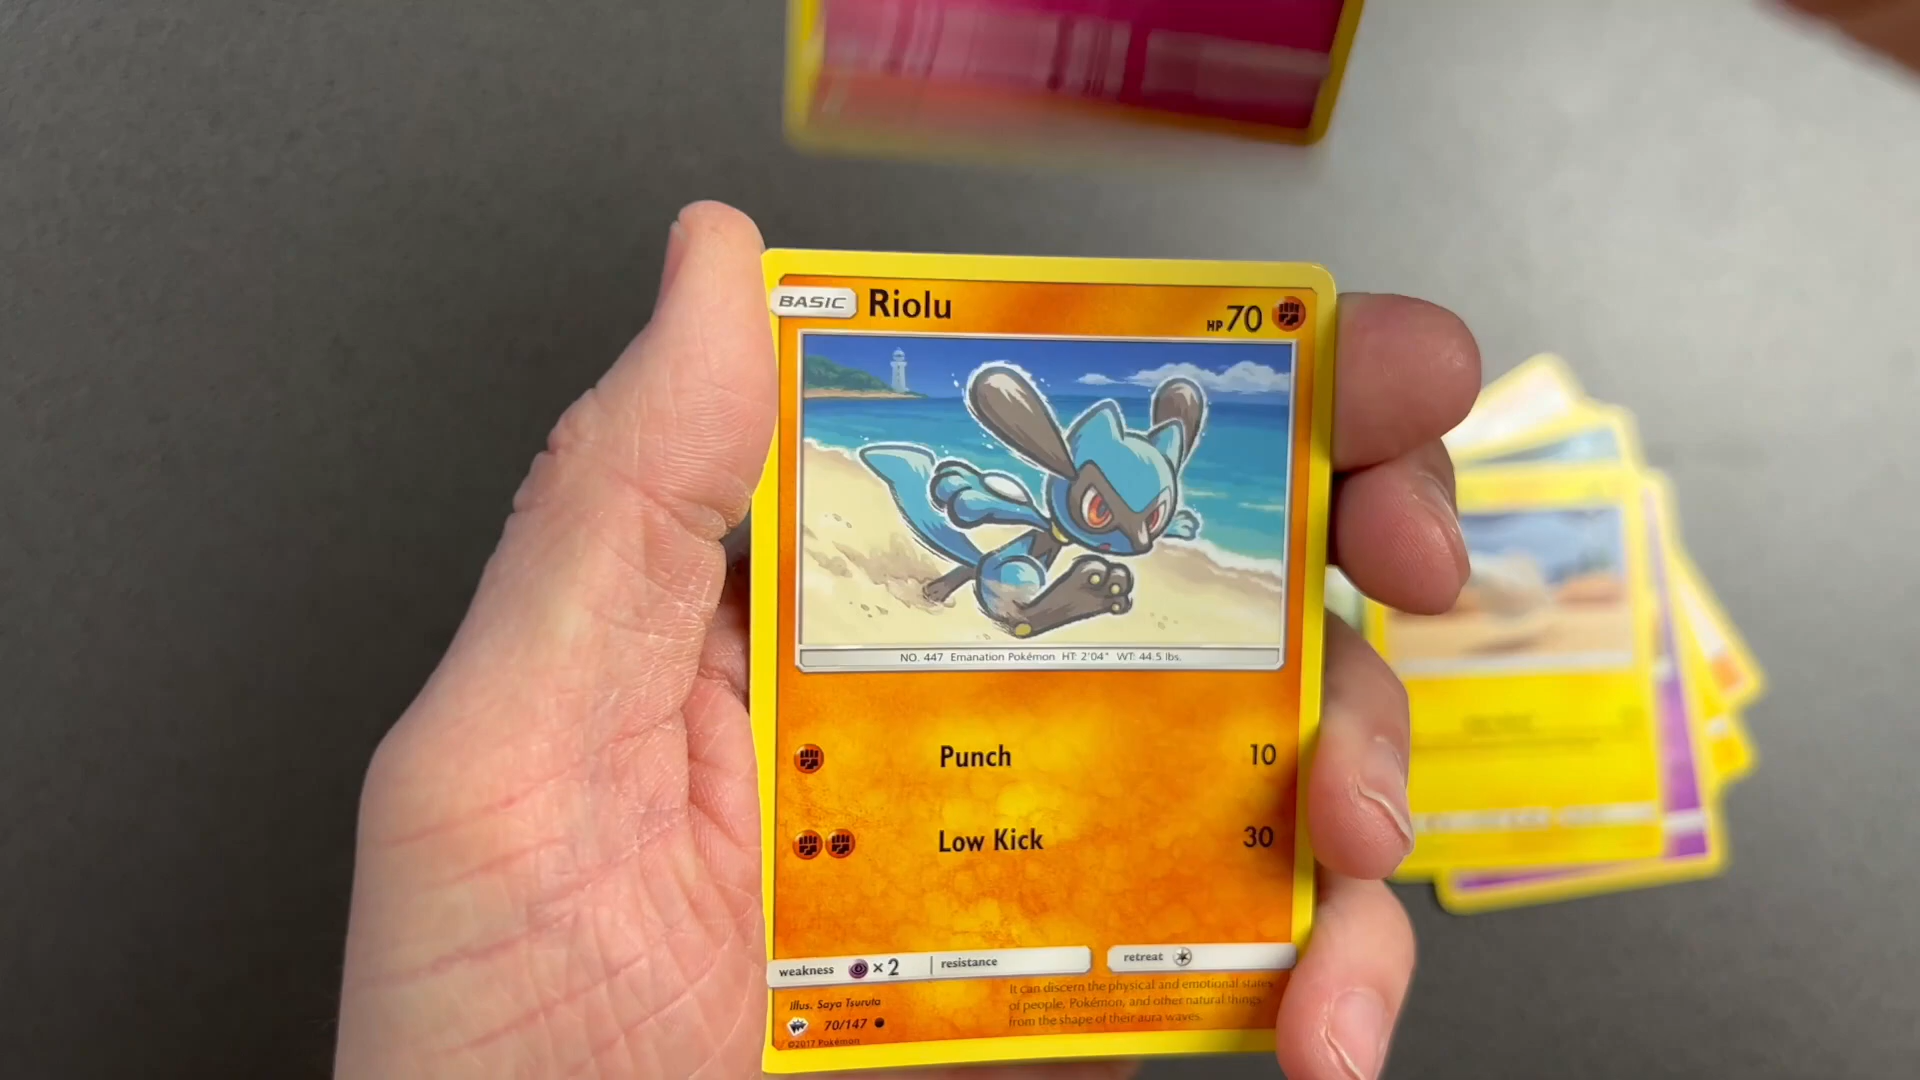 BASIC Riolu HP 70
NO. 447 Emanation Pokémon HT: 2'04" WT: 44.5 lbs.
Punch 10
Low Kick 30
weakness ×2 resistance retreat
It can discern the physical and emotional states
of people, Pokémon, and other natural things
from the shape of their aura waves.
Illus. Saya Tsuruta
70/147
©2017 Pokémon